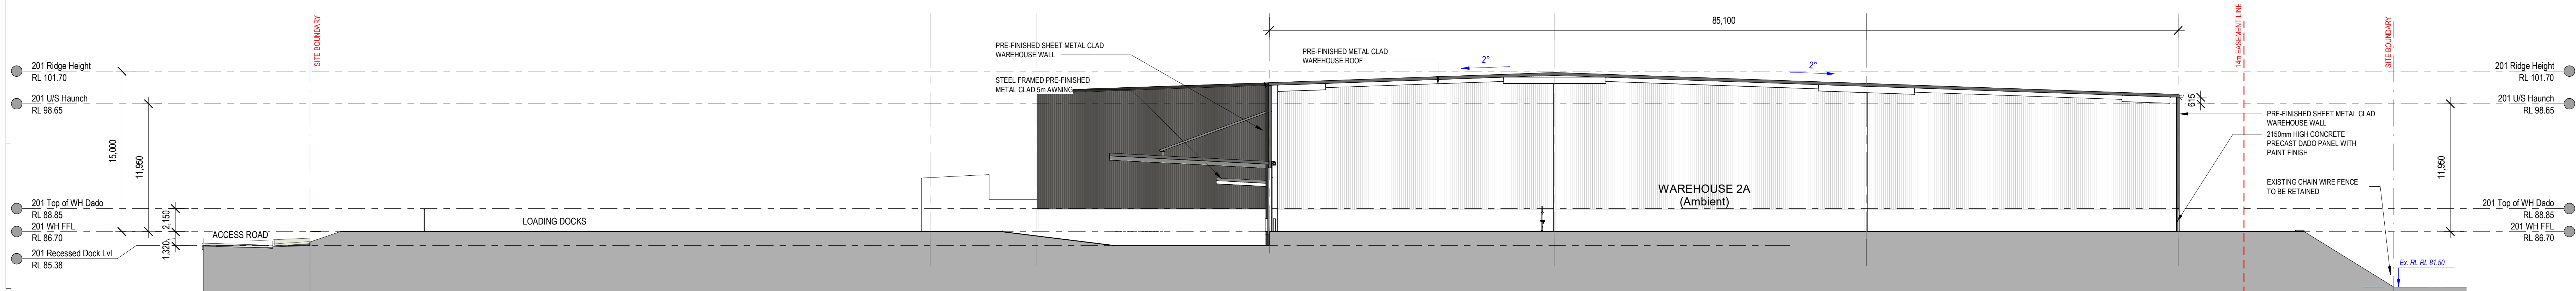 201 Ridge Height
RL 101.70
201 U/S Haunch
RL 98.65
201 Top of WH Dado
RL 88.85
201 WH FFL
RL 86.70
201 Recessed Dock Lvl
RL 85.38
15,000
11,950
2,150
1,320
ACCESS ROAD
SITE BOUNDARY
LOADING DOCKS
PRE-FINISHED SHEET METAL CLAD
WAREHOUSE WALL
STEEL FRAMED PRE-FINISHED
METAL CLAD 5m AWNING
PRE-FINISHED METAL CLAD
WAREHOUSE ROOF
2°
85,100
2°
WAREHOUSE 2A
(Ambient)
615
14m EASEMENT LINE
SITE BOUNDARY
PRE-FINISHED SHEET METAL CLAD
WAREHOUSE WALL
2150mm HIGH CONCRETE
PRECAST DADO PANEL WITH
PAINT FINISH
EXISTING CHAIN WIRE FENCE
TO BE RETAINED
Ex. RL RL 81.50
11,950
201 Ridge Height
RL 101.70
201 U/S Haunch
RL 98.65
201 Top of WH Dado
RL 88.85
201 WH FFL
RL 86.70